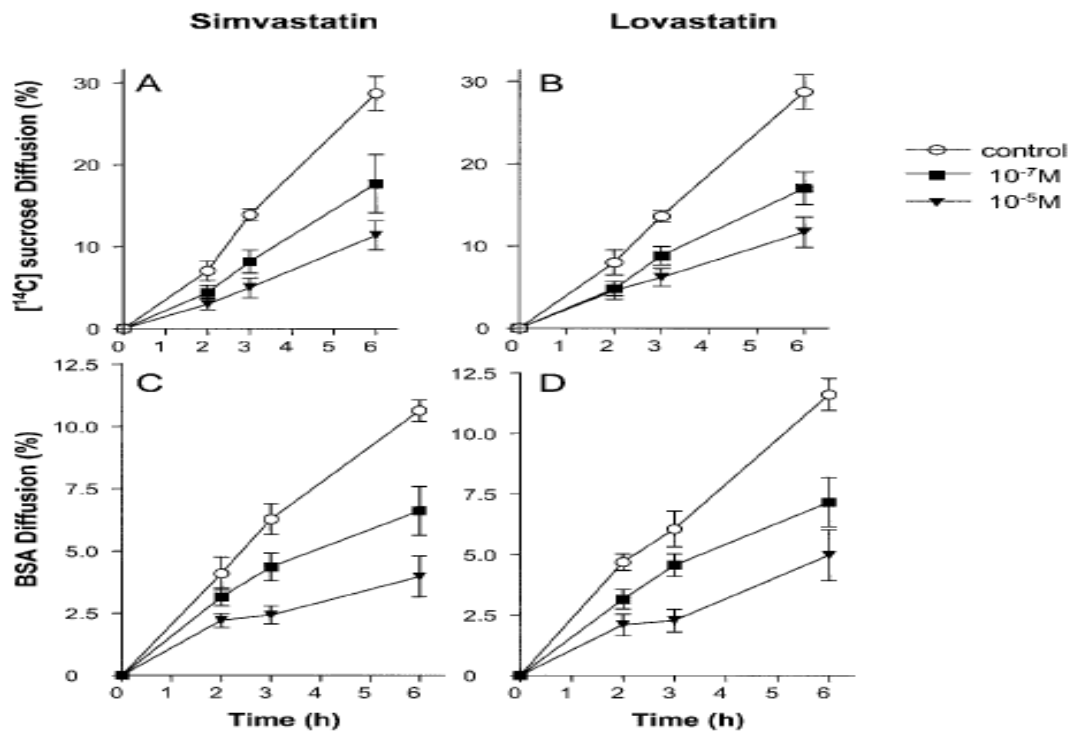 Simvastatin
Lovastatin
[¹⁴C] sucrose Diffusion (%)
A
30
20
10
0
0 1 2 3 4 5 6
B
30
20
10
0
0 1 2 3 4 5 6
control
10⁻⁷M
10⁻⁵M
BSA Diffusion (%)
C
12.5
10.0
7.5
5.0
2.5
0
0 1 2 3 4 5 6
Time (h)
D
12.5
10.0
7.5
5.0
2.5
0
0 1 2 3 4 5 6
Time (h)